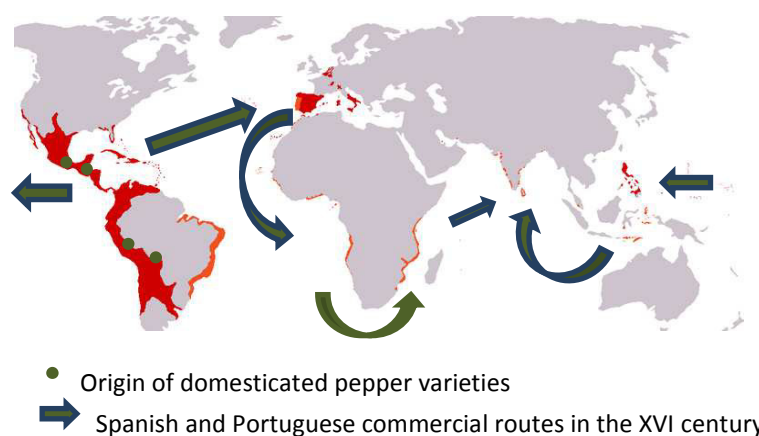 Origin of domesticated pepper varieties
Spanish and Portuguese commercial routes in the XVI century